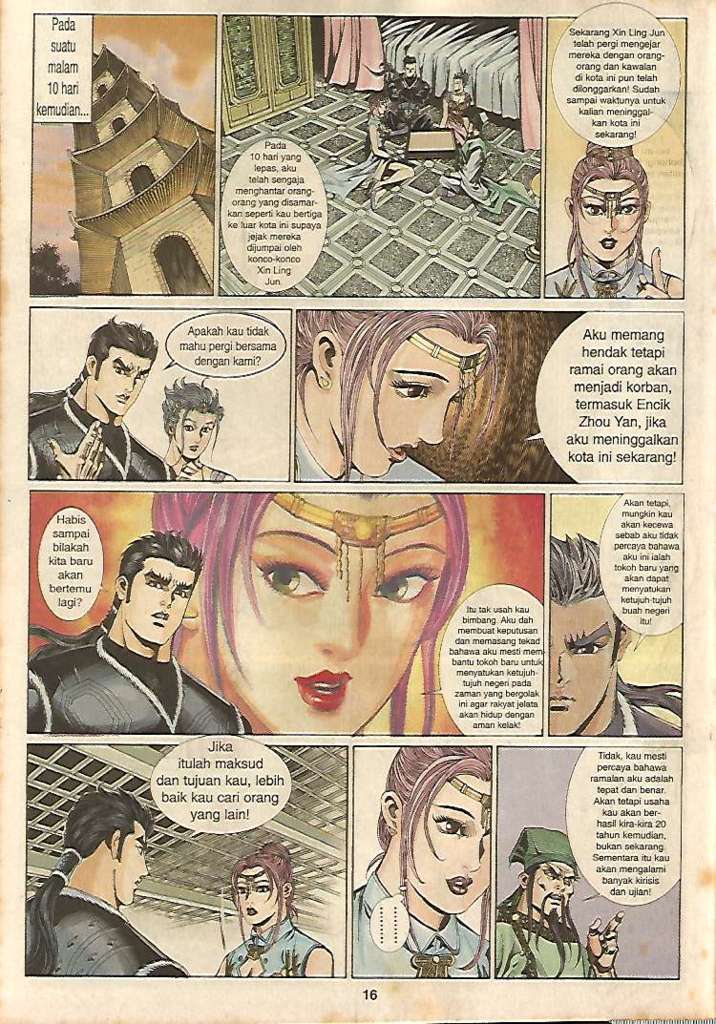 Pada
suatu
malam
10 hari
kemudian...
Pada
10 hari yang
lepas, aku
telah sengaja
menghantar orang-
orang yang disamar-
kan seperti kau bertiga
ke luar kota ini supaya
jejak mereka
dijumpai oleh
konco-konco
Xin Ling
Jun.
Sekarang Xin Ling Jun
telah pergi mengejar
mereka dengan orang-
orang dan kawalan
di kota ini pun telah
dilonggarkan! Sudah
sampai waktunya untuk
kalian meninggal-
kan kota ini
sekarang!
Apakah kau tidak
mahu pergi bersama
dengan kami?
Aku memang
hendak tetapi
ramai orang akan
menjadi korban,
termasuk Encik
Zhou Yan, jika
aku meninggalkan
kota ini sekarang!
Habis
sampai
bilakah
kita baru
akan
bertemu
lagi?
Itu tak usah kau
bimbang. Aku dah
membuat keputusan
dan memasang tekad
bahawa aku mesti mem-
bantu tokoh baru untuk
menyatukan ketujuh-
tujuh negeri pada
zaman yang bergolak
ini agar rakyat jelata
akan hidup dengan
aman kelak!
Akan tetapi,
mungkin kau
akan kecewa
sebab aku tidak
percaya bahawa
aku ini ialah
tokoh baru yang
akan dapat
menyatukan
ketujuh-tujuh
buah negeri
itu!
Jika
itulah maksud
dan tujuan kau, lebih
baik kau cari orang
yang lain!
......
Tidak, kau mesti
percaya bahawa
ramalan aku adalah
tepat dan benar.
Akan tetapi usaha
kau akan ber-
hasil kira-kira 20
tahun kemudian,
bukan sekarang.
Sementara itu kau
akan mengalami
banyak kirisis
dan ujian!
16